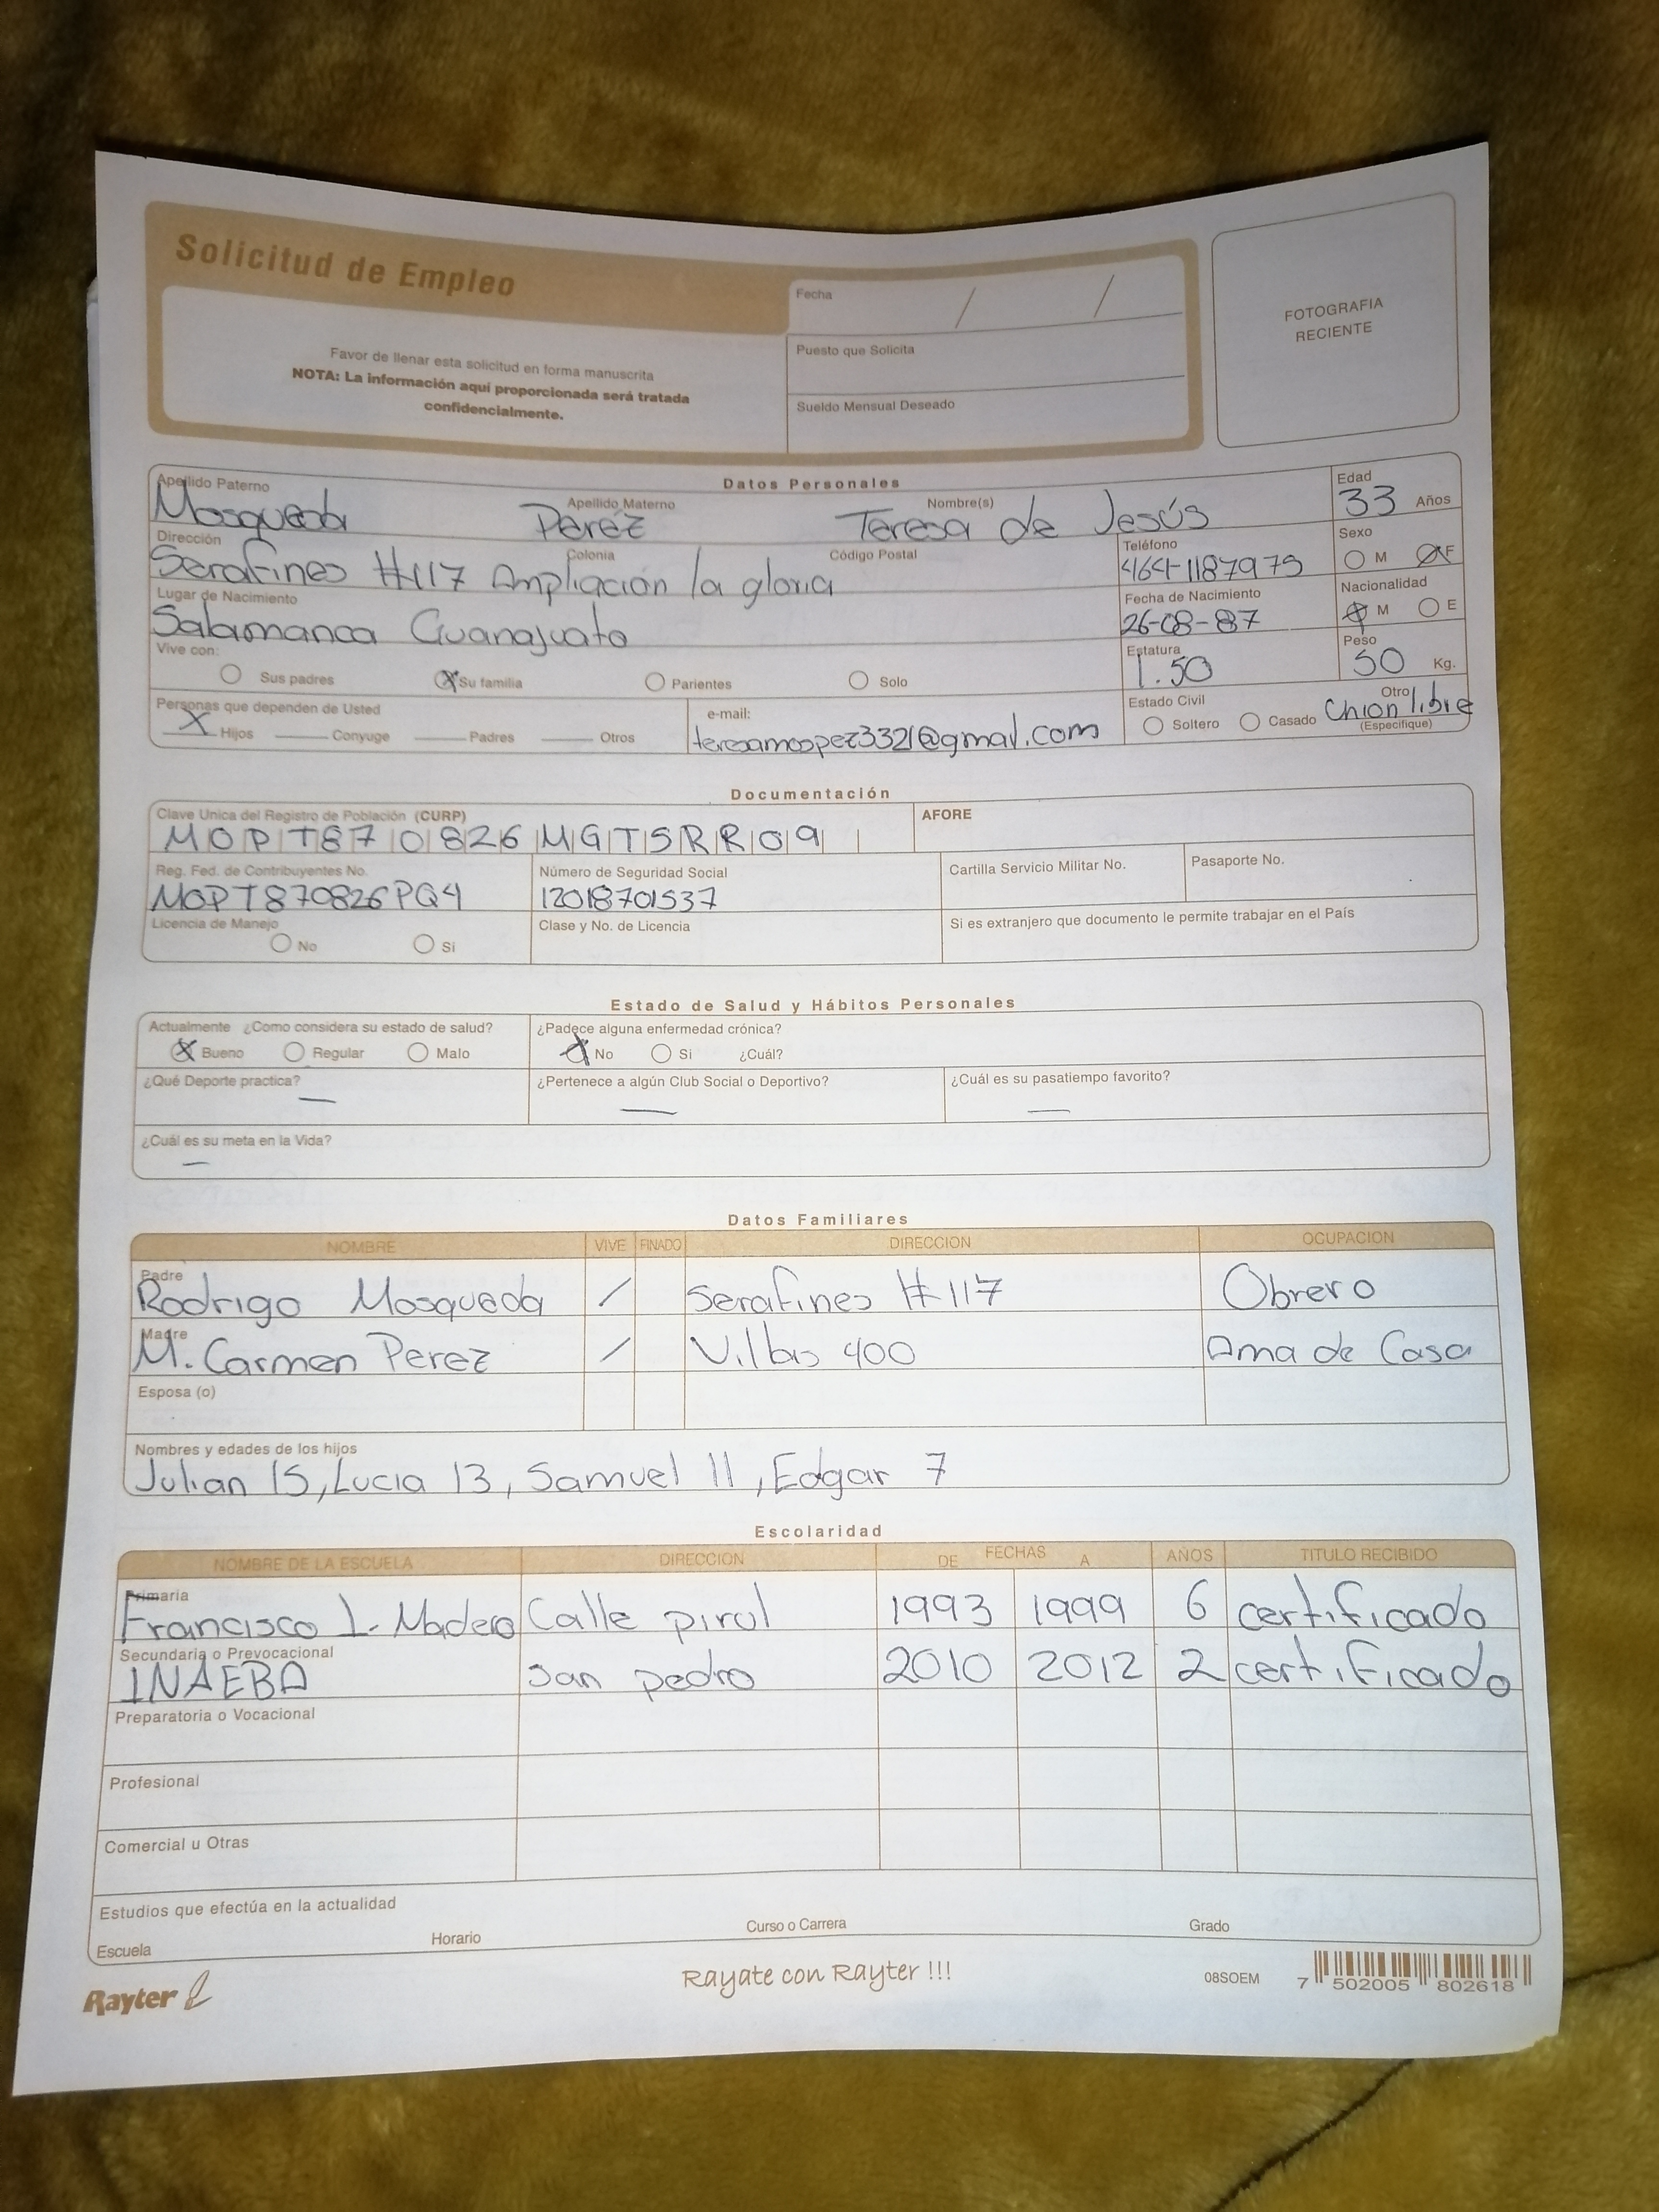 Solicitud de Empleo
Favor de llenar esta solicitud en forma manuscrita
NOTA: La información aquí proporcionada será tratada
confidencialmente.
Fecha / /
Puesto que Solicita
Sueldo Mensual Deseado
FOTOGRAFIA
RECIENTE
Datos Personales
Apellido Paterno Apellido Materno Nombre(s) Edad
Mosqueda Perez Teresa de Jesús 33 Años
Dirección Colonia Código Postal Teléfono Sexo
Serafines #117 Ampliación la gloria 464-1187975 M F
Lugar de Nacimiento Fecha de Nacimiento Nacionalidad
Salamanca Guanajuato 26-08-87 M E
Vive con: Estatura Peso
Sus padres X Su familia Parientes Solo 1.50 50 Kg.
Personas que dependen de Usted e-mail: Estado Civil Otro
X Hijos Conyuge Padres Otros teresamospez3321@gmail.com Soltero Casado libre (Especifique)
Documentación
Clave Unica del Registro de Población (CURP) AFORE
MOPT870826MGTSRR09
Reg. Fed. de Contribuyentes No. Número de Seguridad Social Cartilla Servicio Militar No. Pasaporte No.
MOPT870826PQ4 12018701537
Licencia de Manejo Clase y No. de Licencia Si es extranjero que documento le permite trabajar en el País
No Si
Estado de Salud y Hábitos Personales
Actualmente ¿Como considera su estado de salud? ¿Padece alguna enfermedad crónica?
X Bueno Regular Malo X No Si ¿Cuál?
¿Qué Deporte practica? ¿Pertenece a algún Club Social o Deportivo? ¿Cuál es su pasatiempo favorito?
— — —
¿Cuál es su meta en la Vida?
—
Datos Familiares
NOMBRE VIVE FINADO DIRECCION OCUPACION
Padre
Rodrigo Mosqueda / Serafines #117 Obrero
Madre
M. Carmen Perez / Villas 400 Ama de Casa
Esposa (o)
Nombres y edades de los hijos
Julian 15, Lucia 13, Samuel 11, Edgar 7
Escolaridad
NOMBRE DE LA ESCUELA DIRECCION FECHAS AÑOS TITULO RECIBIDO
DE A
Primaria
Francisco I. Madero Calle pirul 1993 1999 6 certificado
Secundaria o Prevocacional
INAEBA san pedro 2010 2012 2 certificado
Preparatoria o Vocacional
Profesional
Comercial u Otras
Estudios que efectúa en la actualidad
Escuela Horario Curso o Carrera Grado
Rayter Rayate con Rayter !!! 08SOEM 7 502005 802618